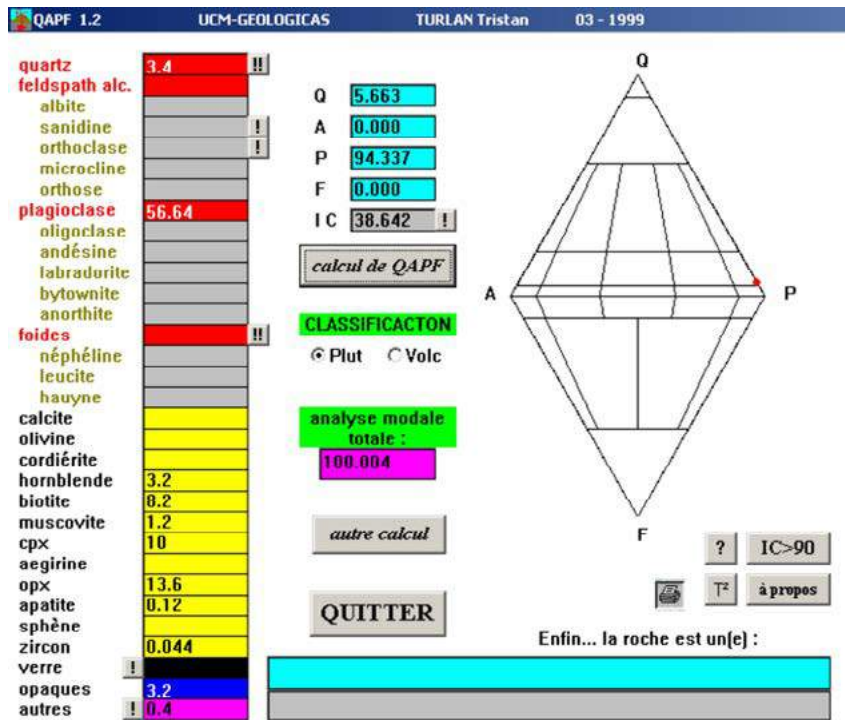 QAPF 1.2 UCM-GEOLOGICAS TURLAN Tristan 03 - 1999
quartz 3.4 !!
feldspath alc.
albite
sanidine !
orthoclase !
microcline
orthose
plagioclase 56.64
oligoclase
andésine
labradorite
bytownite
anorthite
foides !!
néphéline
leucite
hauyne
calcite
olivine
cordiérite
hornblende 3.2
biotite 8.2
muscovite 1.2
cpx 10
aegirine
opx 13.6
apatite 0.12
sphène
zircon 0.044
verre !
opaques 3.2
autres ! 0.4
Q 5.663
A 0.000
P 94.337
F 0.000
IC 38.642 !
calcul de QAPF
CLASSIFICACTON
Plut Volc
analyse modale
totale :
100.004
autre calcul
QUITTER
Q
A P
F
? IC>90
T² à propos
Enfin... la roche est un(e) :